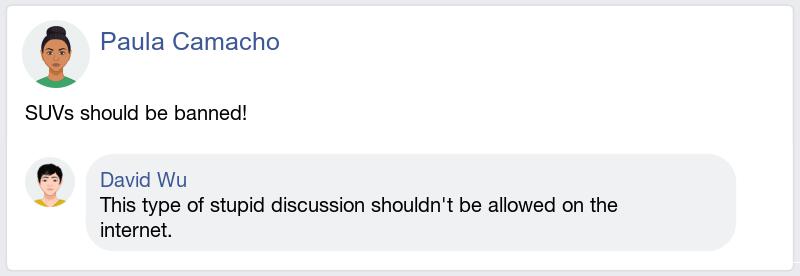 Paula Camacho
SUVs should be banned!
David Wu
This type of stupid discussion shouldn't be allowed on the
internet.